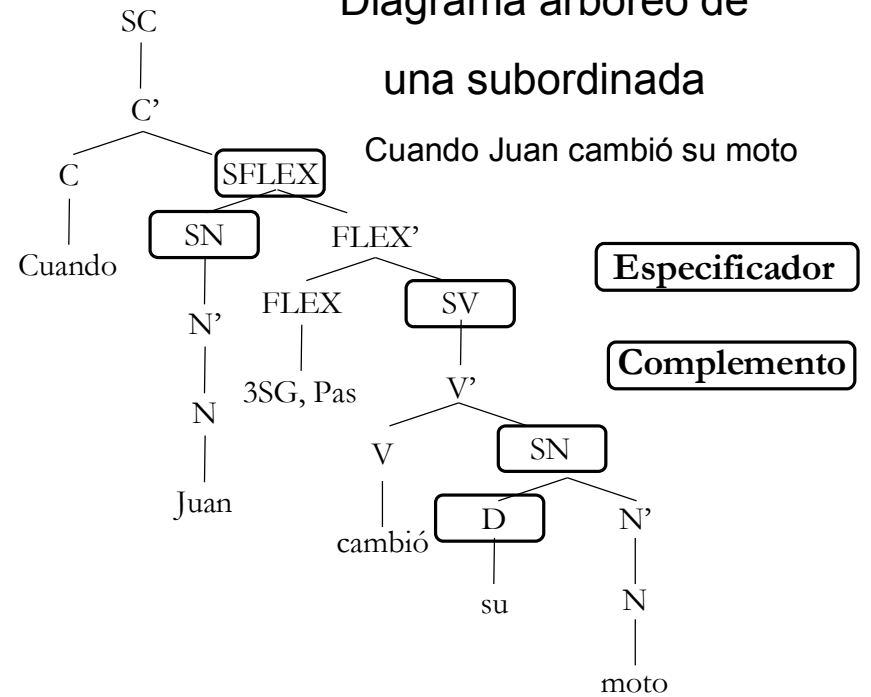 Diagrama arbóreo de
una subordinada
Cuando Juan cambió su moto
SC
C’
C SFLEX
Cuando SN FLEX’
Especificador
N’ FLEX SV
Complemento
N 3SG, Pas V’
Juan V SN
cambió D N’
su N
moto